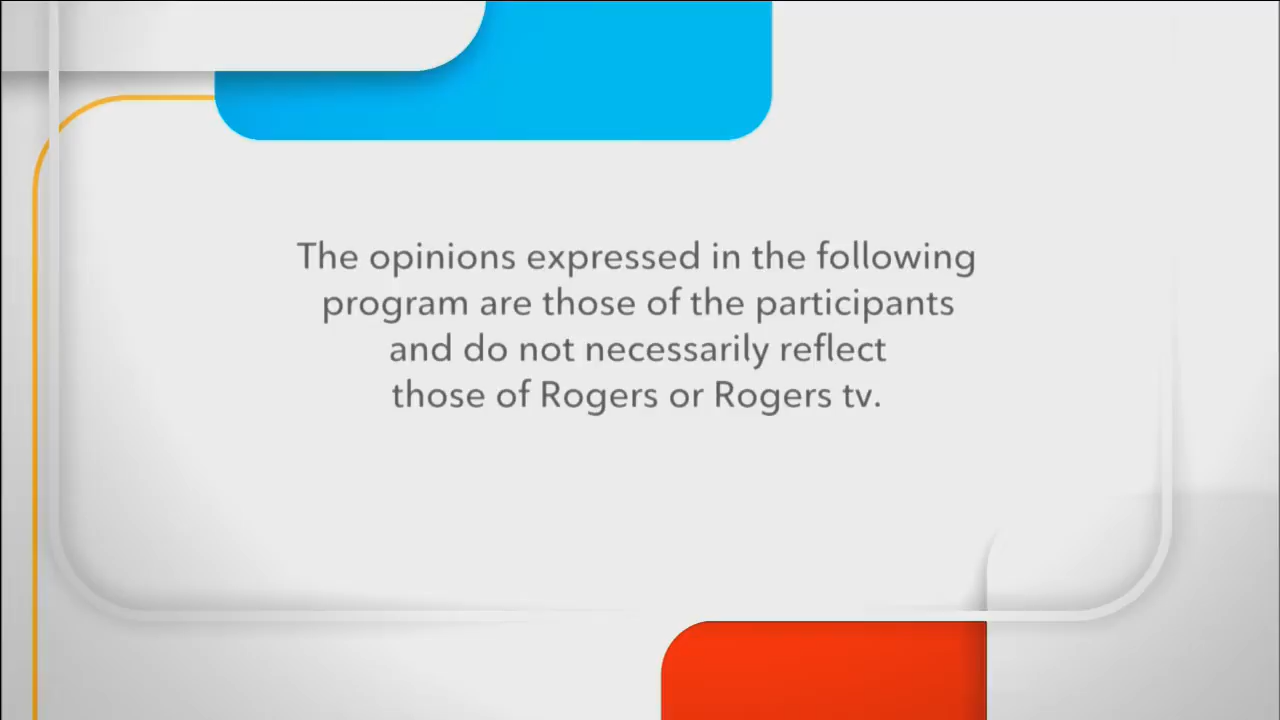 The opinions expressed in the following
program are those of the participants
and do not necessarily reflect
those of Rogers or Rogers tv.